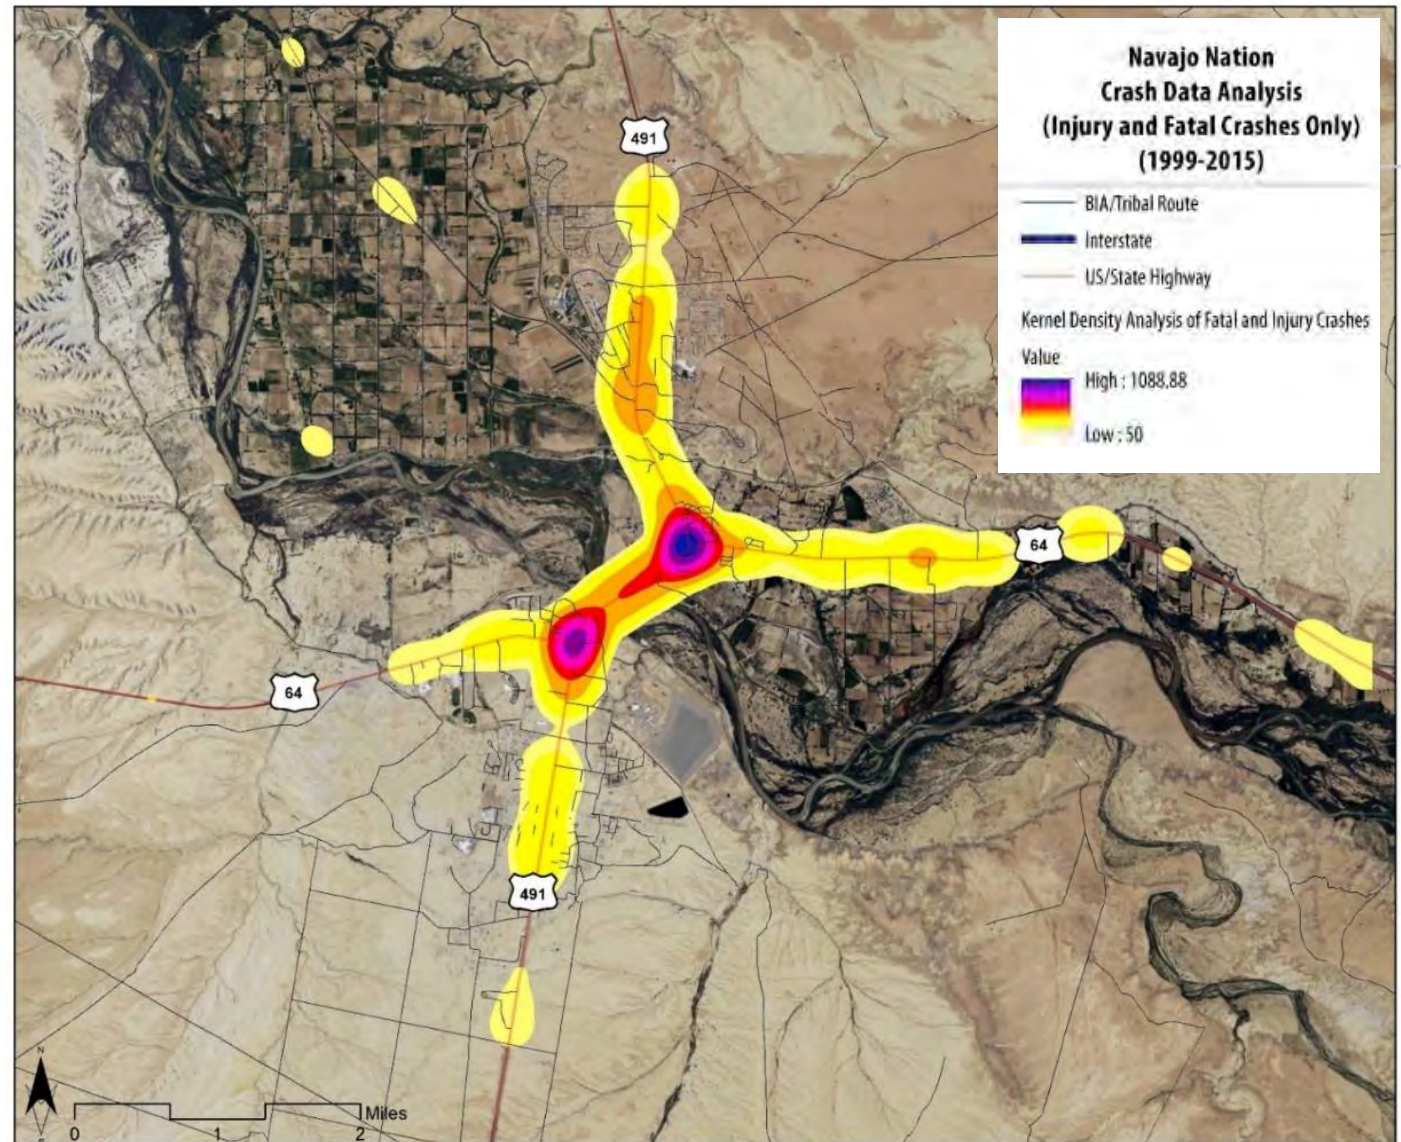 Navajo Nation
Crash Data Analysis
(Injury and Fatal Crashes Only)
(1999-2015)
BIA/Tribal Route
Interstate
US/State Highway
Kernel Density Analysis of Fatal and Injury Crashes
Value
High : 1088.88
Low : 50
491
64
64
491
N
S
Miles
0 1 2